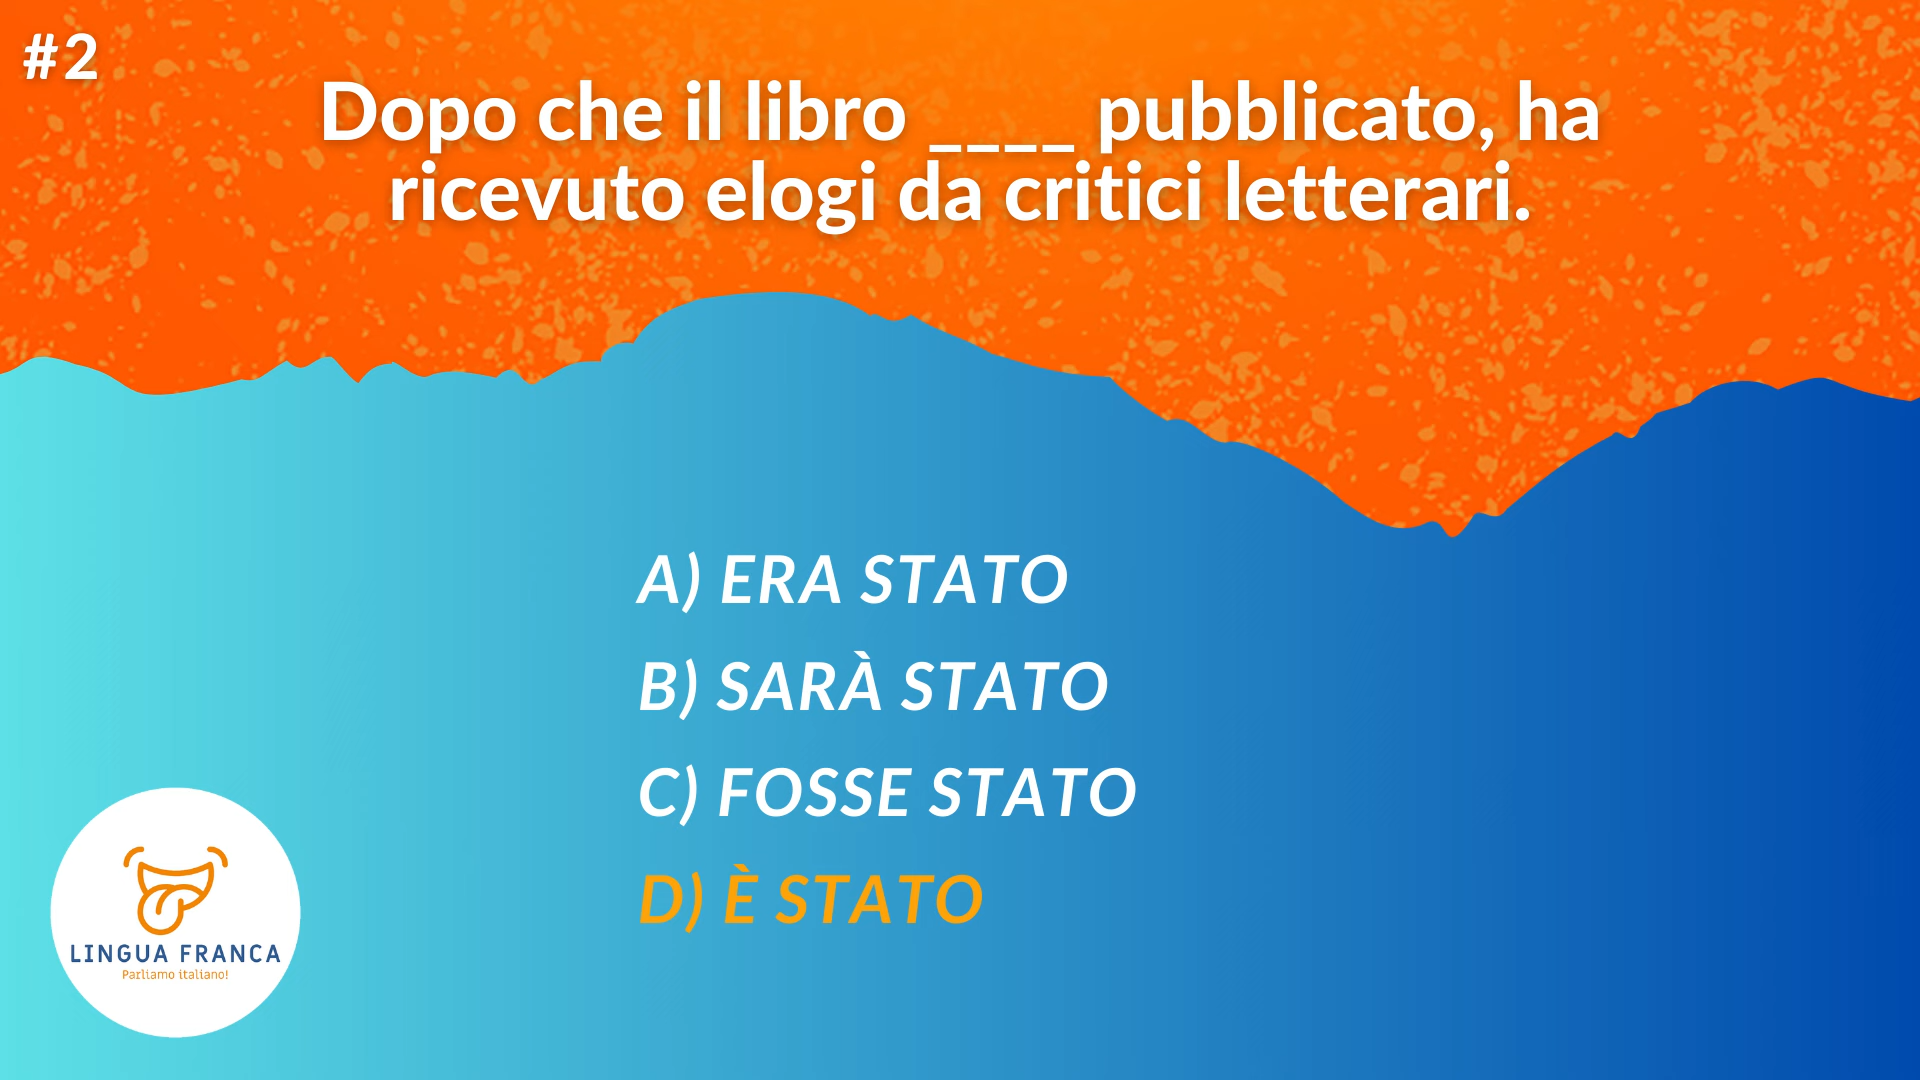 #2
Dopo che il libro ____ pubblicato, ha
ricevuto elogi da critici letterari.
A) ERA STATO
B) SARÀ STATO
C) FOSSE STATO
D) È STATO
LINGUA FRANCA
Parliamo italiano!